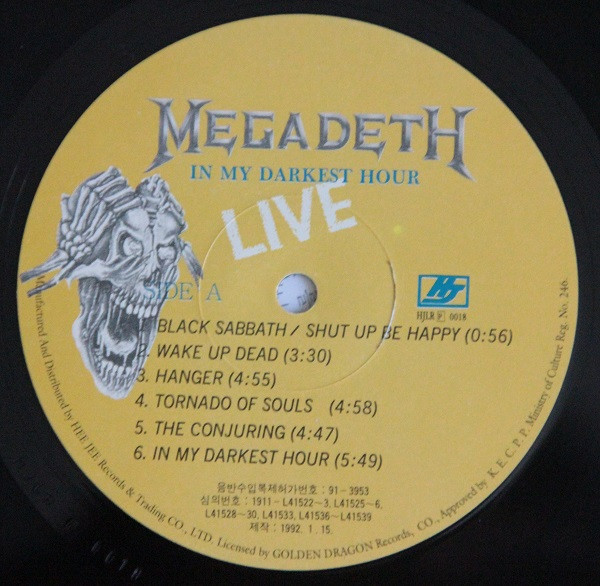 MEGADETH
IN MY DARKEST HOUR
LIVE
SIDE A
HJ
HJLR P 0018
1. BLACK SABBATH / SHUT UP BE HAPPY (0:56)
2. WAKE UP DEAD (3:30)
3. HANGER (4:55)
4. TORNADO OF SOULS (4:58)
5. THE CONJURING (4:47)
6. IN MY DARKEST HOUR (5:49)
음반수입복제허가번호 : 91-3953
심의번호 : 1911-L41522~3, L41525~6,
L41528~30, L41533, L41536~L41539
제작 : 1992. 1. 15.
Manufactured And Distributed by HEE JEE Records & Trading CO., LTD. Licensed by GOLDEN DRAGON Records, CO., Approved by K. E. C. P. P. Ministry of Culture Reg. No. 246.